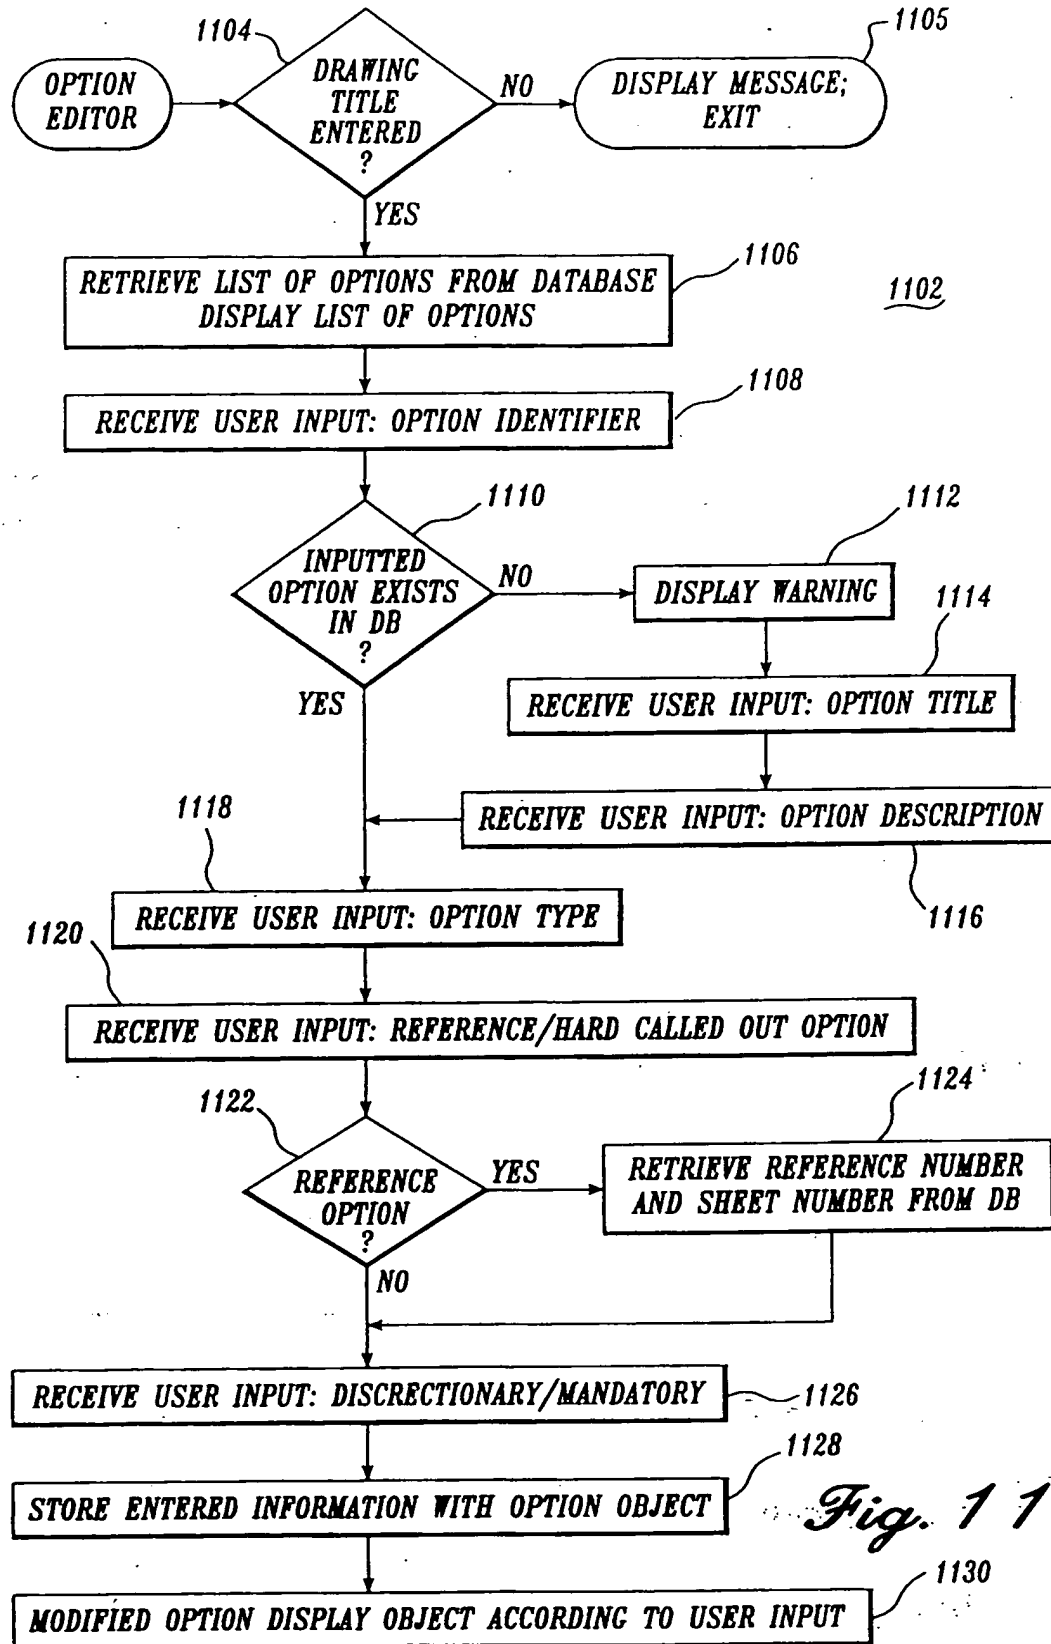 1104
1105
OPTION
EDITOR
DRAWING
TITLE
ENTERED
?
NO
DISPLAY MESSAGE;
EXIT
YES
1106
RETRIEVE LIST OF OPTIONS FROM DATABASE
DISPLAY LIST OF OPTIONS
1102
1108
RECEIVE USER INPUT: OPTION IDENTIFIER
1110
1112
INPUTTED
OPTION EXISTS
IN DB
?
NO
DISPLAY WARNING
1114
YES
RECEIVE USER INPUT: OPTION TITLE
1118
RECEIVE USER INPUT: OPTION DESCRIPTION
1116
RECEIVE USER INPUT: OPTION TYPE
1120
RECEIVE USER INPUT: REFERENCE/HARD CALLED OUT OPTION
1122
1124
REFERENCE
OPTION
?
YES
RETRIEVE REFERENCE NUMBER
AND SHEET NUMBER FROM DB
NO
RECEIVE USER INPUT: DISCRECTIONARY/MANDATORY
1126
1128
STORE ENTERED INFORMATION WITH OPTION OBJECT
Fig. 11
1130
MODIFIED OPTION DISPLAY OBJECT ACCORDING TO USER INPUT